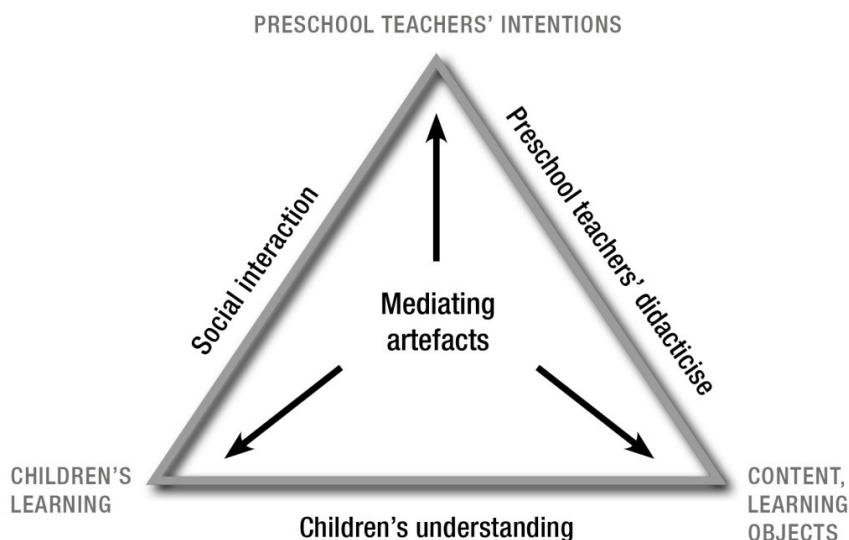 PRESCHOOL TEACHERS' INTENTIONS
Social interaction
Preschool teachers' didacticise
Mediating
artefacts
CHILDREN'S
LEARNING
Children's understanding
CONTENT,
LEARNING
OBJECTS